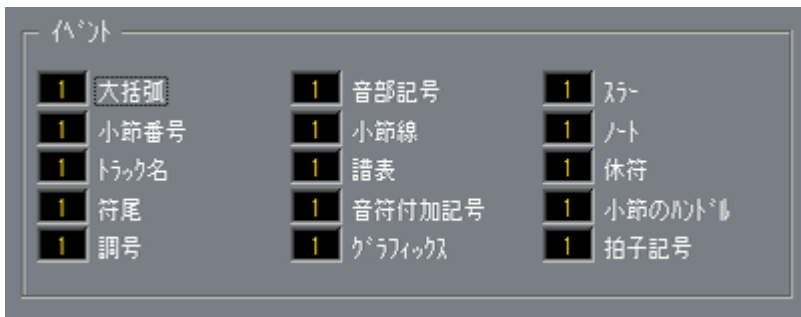 ｲﾍﾞﾝﾄ
1 大括弧 1 音部記号 1 ｽﾗｰ
1 小節番号 1 小節線 1 ﾉｰﾄ
1 ﾄﾗｯｸ名 1 譜表 1 休符
1 符尾 1 音符付加記号 1 小節のﾊﾝﾄﾞﾙ
1 調号 1 ｸﾞﾗﾌｨｯｸｽ 1 拍子記号